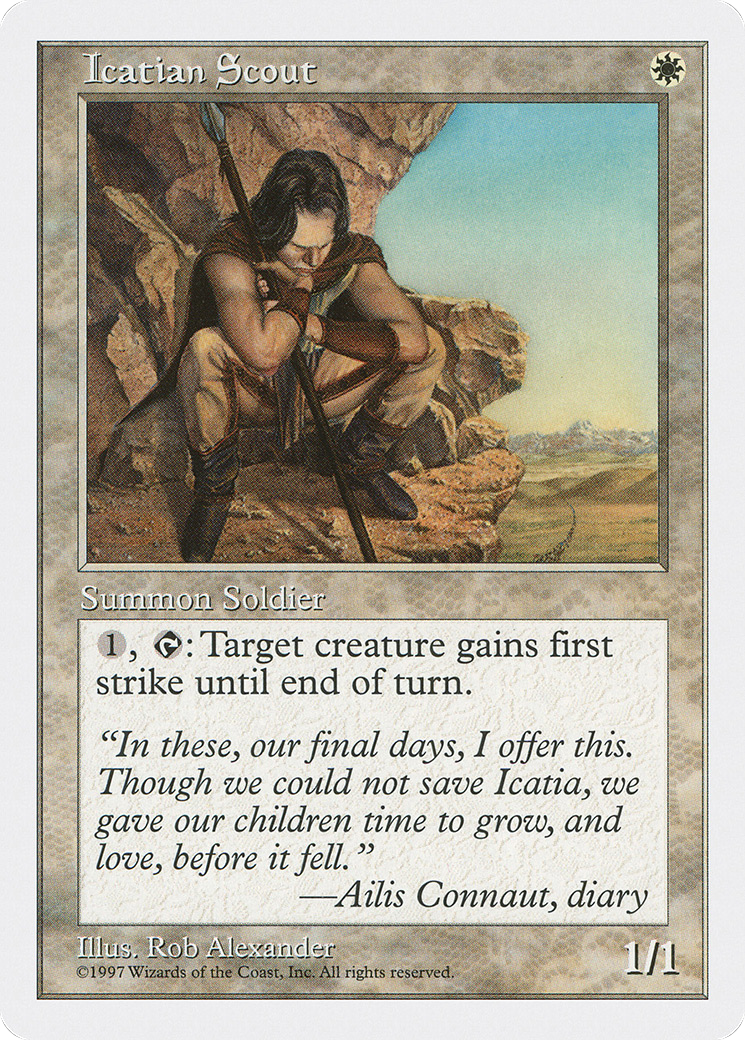 Icatian Scout
Summon Soldier
1, : Target creature gains first
strike until end of turn.
“In these, our final days, I offer this.
Though we could not save Icatia, we
gave our children time to grow, and
love, before it fell.”
—Ailis Connaut, diary
Illus. Rob Alexander
1/1
©1997 Wizards of the Coast, Inc. All rights reserved.